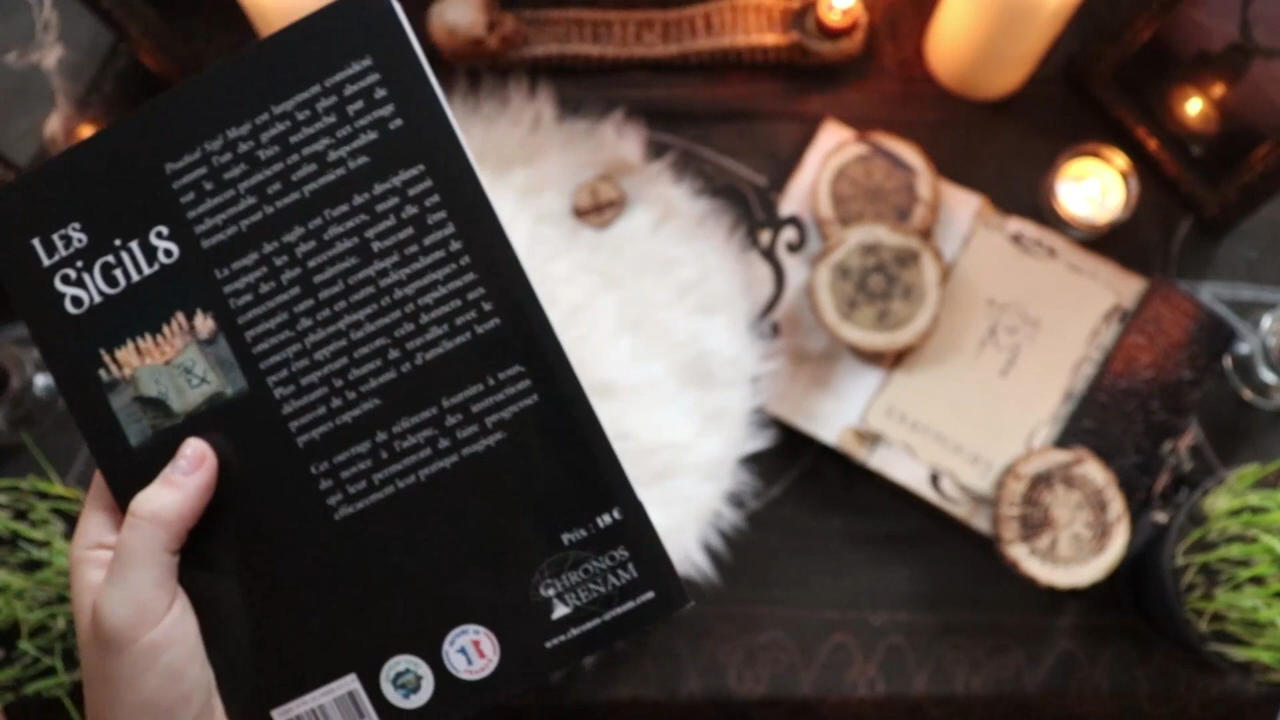 LES
SIGILS
Practical Sigil Magic est largement considéré
comme l'un des guides les plus aboutis
sur le sujet. Très recherché par de
nombreux praticiens en magie, cet ouvrage
indispensable est enfin disponible en
français pour la toute première fois.
La magie des sigils est l'une des disciplines
magiques les plus efficaces, mais aussi
l'une des plus accessibles quand elle est
correctement maîtrisée. Pouvant être
pratiquée sans rituel compliqué ou attirail
onéreux, elle est en outre indépendante de
concepts philosophiques et dogmatiques et
peut être apprise facilement et rapidement.
Plus important encore, cela donnera aux
débutants la chance de travailler avec le
pouvoir de la volonté et d'améliorer leurs
propres capacités.
Cet ouvrage de référence fournira à tous,
du novice à l'adepte, des instructions
qui leur permettront de faire progresser
efficacement leur pratique magique.
Prix : 18 €
CHRONOS
ARENAM
www.chronos-arenam.com